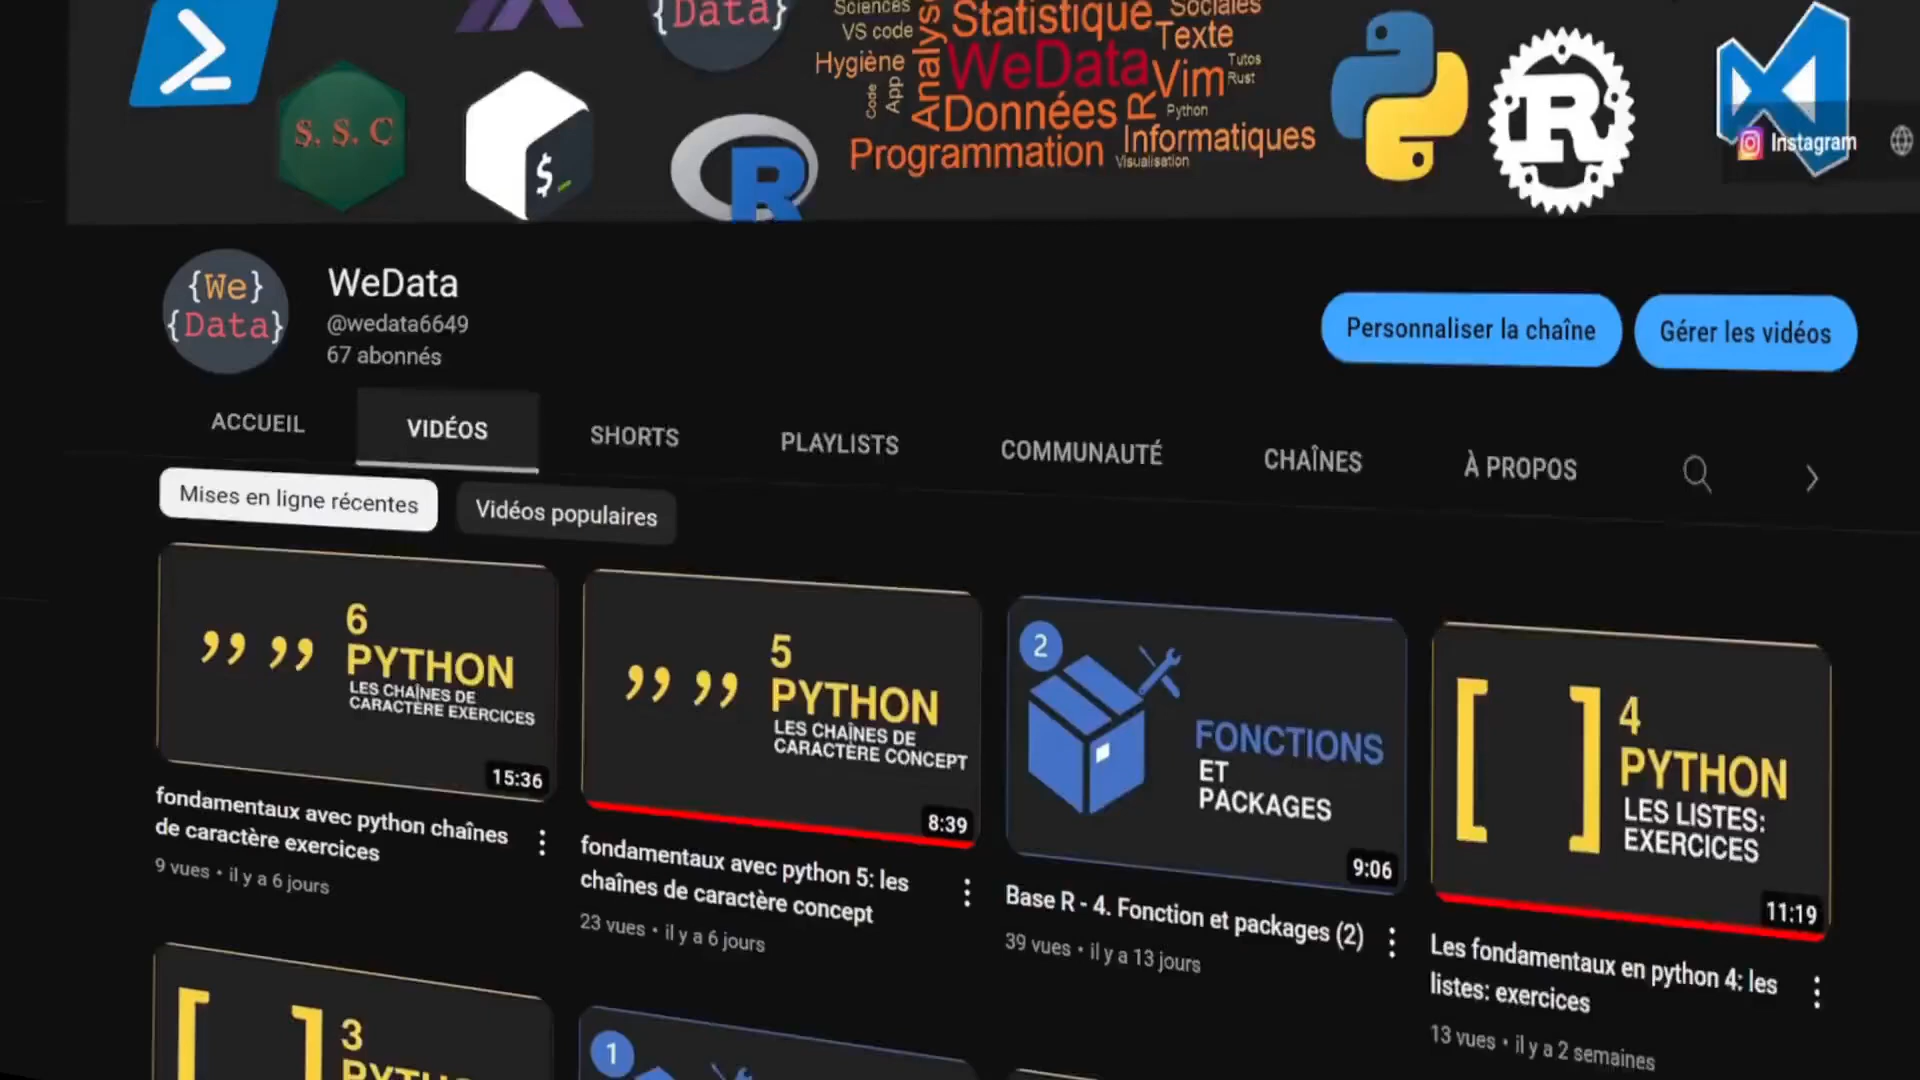 {Data}
Sciences
VS code
Hygiène
Code
App
Analyse
Statistique
WeData
Données
R
Programmation
Sociales
Texte
Vim
Tutos
Rust
Python
Informatiques
Visualisation
S. S. C
$
R
R
Instagram
{We}
{Data}
WeData
@wedata6649
67 abonnés
Personnaliser la chaîne
Gérer les vidéos
ACCUEIL
VIDÉOS
SHORTS
PLAYLISTS
COMMUNAUTÉ
CHAÎNES
À PROPOS
Mises en ligne récentes
Vidéos populaires
,, ,,
6
PYTHON
LES CHAÎNES DE
CARACTÈRE EXERCICES
15:36
fondamentaux avec python chaînes
de caractère exercices
9 vues • il y a 6 jours
,, ,,
5
PYTHON
LES CHAÎNES DE
CARACTÈRE CONCEPT
8:39
fondamentaux avec python 5: les
chaînes de caractère concept
23 vues • il y a 6 jours
2
FONCTIONS
ET
PACKAGES
9:06
Base R - 4. Fonction et packages (2)
39 vues • il y a 13 jours
[ ]
4
PYTHON
LES LISTES:
EXERCICES
11:19
Les fondamentaux en python 4: les
listes: exercices
13 vues • il y a 2 semaines
[ ]
3
PYTHON
1